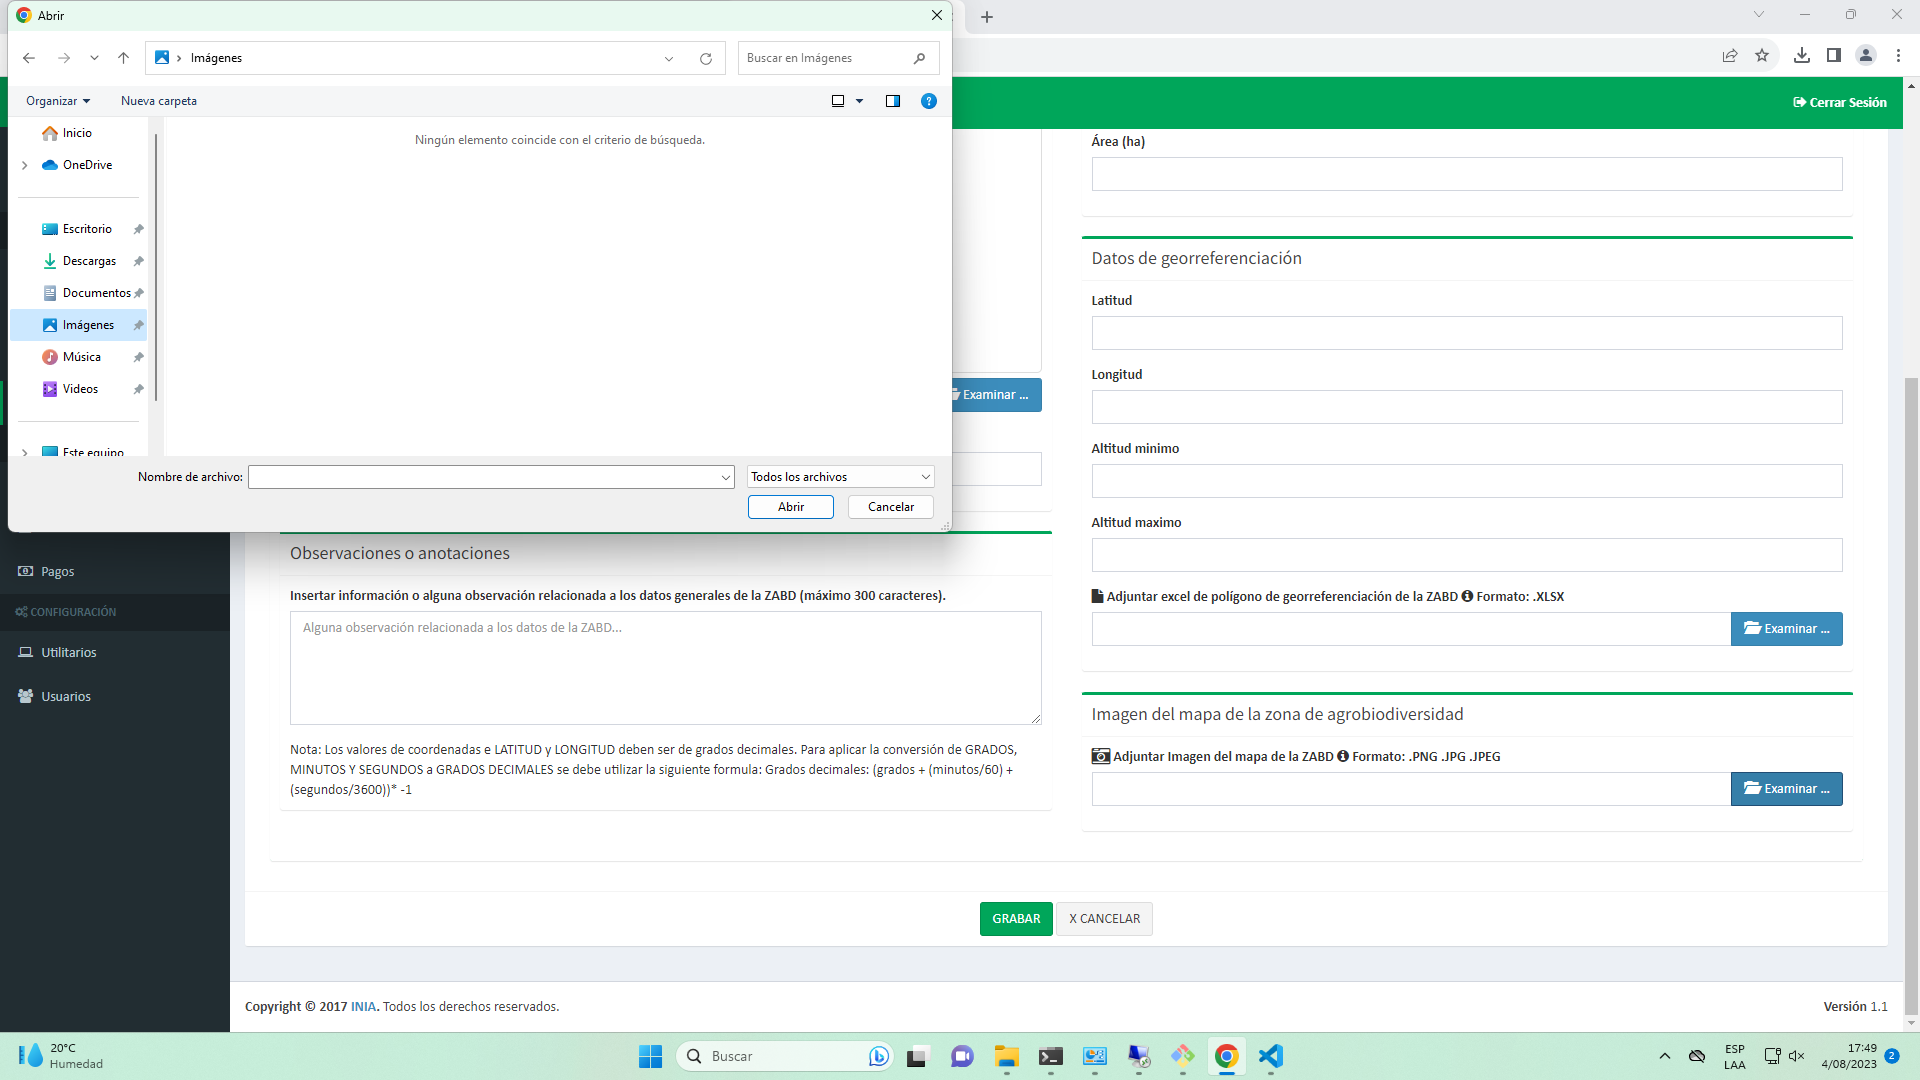 Abrir
Imágenes
Buscar en Imágenes
Organizar
Nueva carpeta
Inicio
OneDrive
Escritorio
Descargas
Documentos
Imágenes
Música
Videos
Este equipo
Ningún elemento coincide con el criterio de búsqueda.
Nombre de archivo:
Todos los archivos
Abrir
Cancelar
Cerrar Sesión
Pagos
CONFIGURACIÓN
Utilitarios
Usuarios
Examinar ...
Observaciones o anotaciones
Insertar información o alguna observación relacionada a los datos generales de la ZABD (máximo 300 caracteres).
Alguna observación relacionada a los datos de la ZABD...
Nota: Los valores de coordenadas e LATITUD y LONGITUD deben ser de grados decimales. Para aplicar la conversión de GRADOS,
MINUTOS Y SEGUNDOS a GRADOS DECIMALES se debe utilizar la siguiente formula: Grados decimales: (grados + (minutos/60) +
(segundos/3600))* -1
Área (ha)
Datos de georreferenciación
Latitud
Longitud
Altitud minimo
Altitud maximo
Adjuntar excel de polígono de georreferenciación de la ZABD Formato: .XLSX
Examinar ...
Imagen del mapa de la zona de agrobiodiversidad
Adjuntar Imagen del mapa de la ZABD Formato: .PNG .JPG .JPEG
Examinar ...
GRABAR
X CANCELAR
Copyright © 2017 INIA. Todos los derechos reservados.
Versión 1.1
20°C
Humedad
Buscar
ESP
LAA
17:49
4/08/2023
2